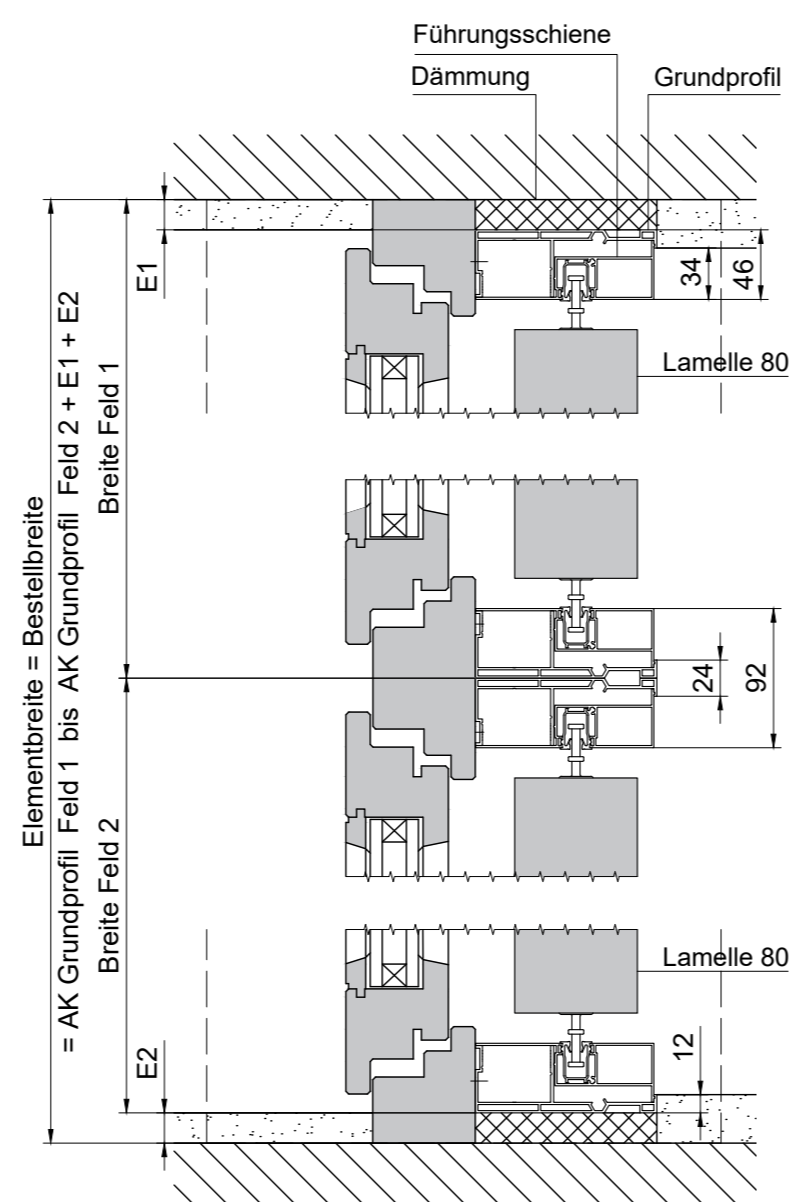 Führungsschiene
Dämmung
Grundprofil
E1
34
46
Lamelle 80
Elementbreite = Bestellbreite
= AK Grundprofil Feld 1 bis AK Grundprofil Feld 2 + E1 + E2
Breite Feld 1
24
92
Breite Feld 2
Lamelle 80
E2
12